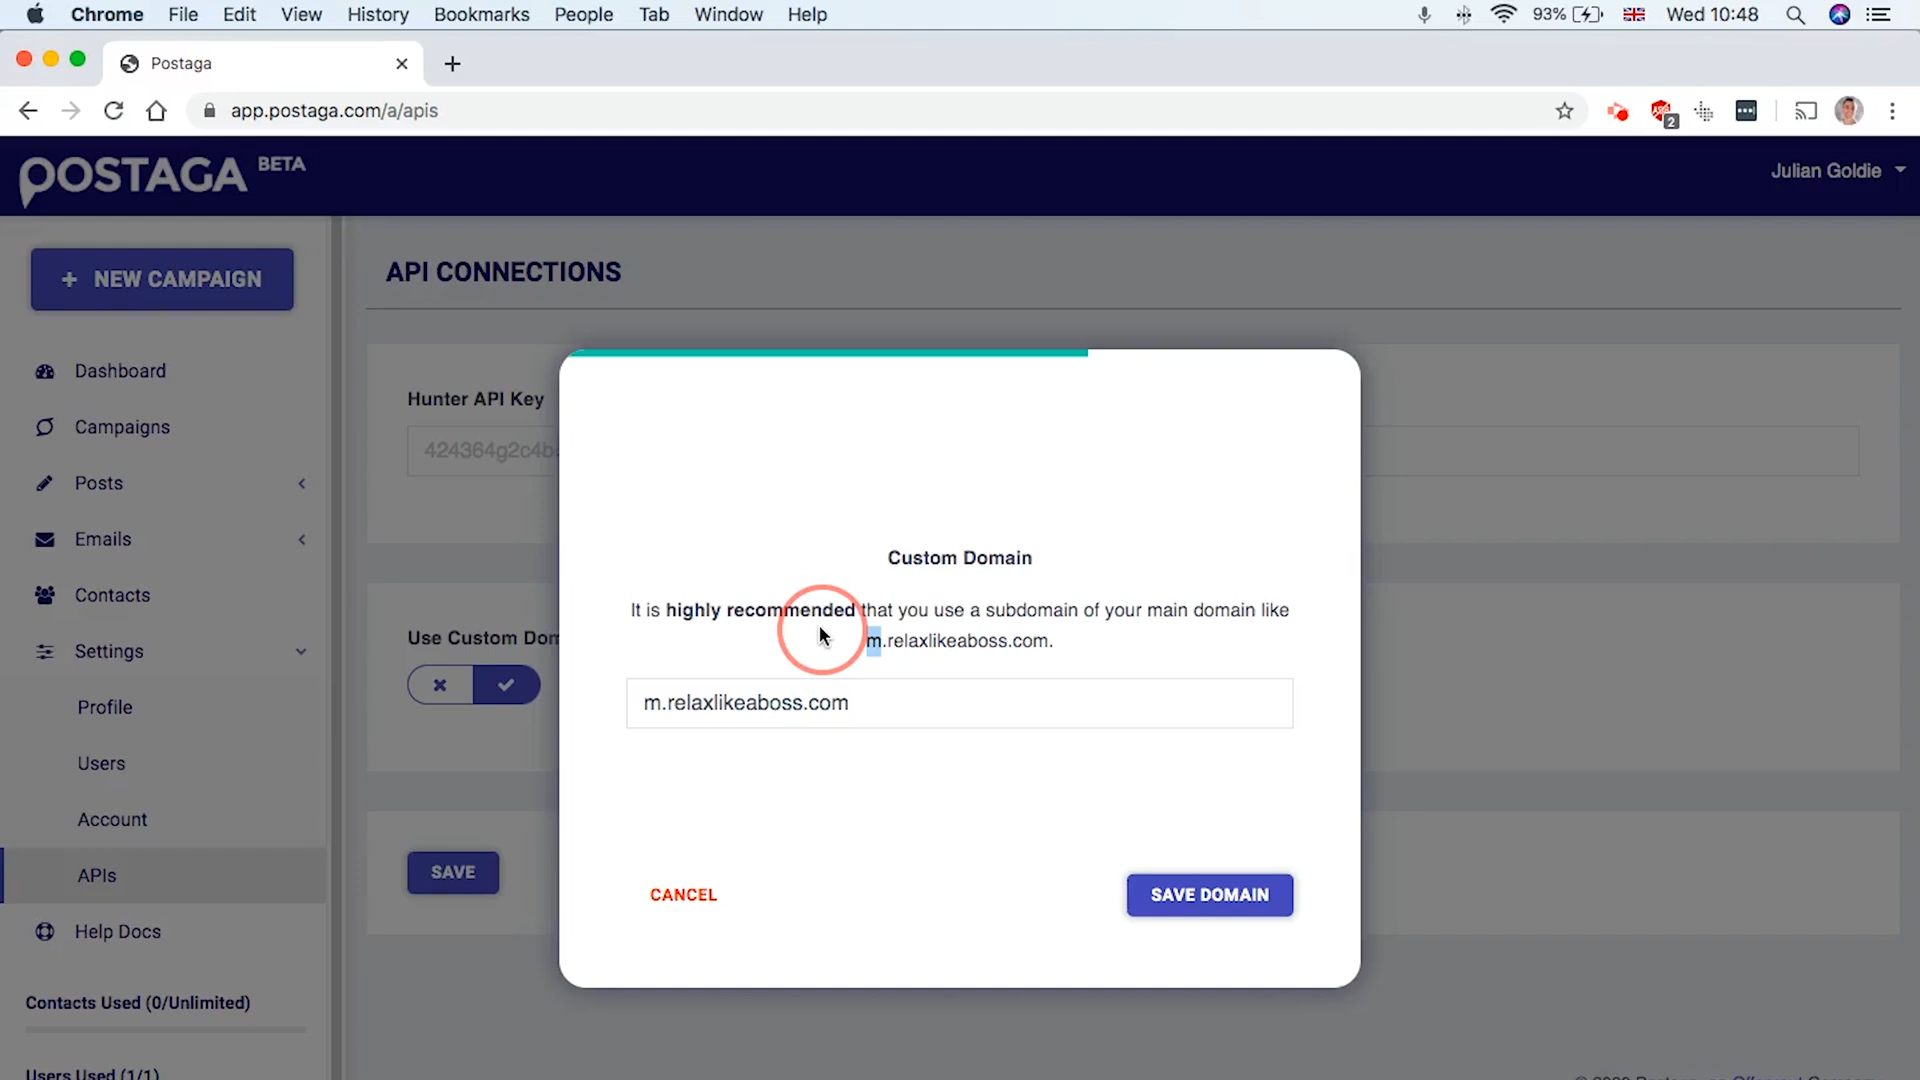 Chrome File Edit View History Bookmarks People Tab Window Help 93% Wed 10:48
Postaga
app.postaga.com/a/apis
2
POSTAGA BETA
Julian Goldie
+ NEW CAMPAIGN
API CONNECTIONS
Dashboard
Hunter API Key
Campaigns
424364g2c4b
Posts
Emails
Custom Domain
Contacts
It is highly recommended that you use a subdomain of your main domain like
m.relaxlikeaboss.com.
Use Custom Dom
Settings
m.relaxlikeaboss.com
Profile
Users
Account
APIs
SAVE
CANCEL
SAVE DOMAIN
Help Docs
Contacts Used (0/Unlimited)
Users Used (1/1)